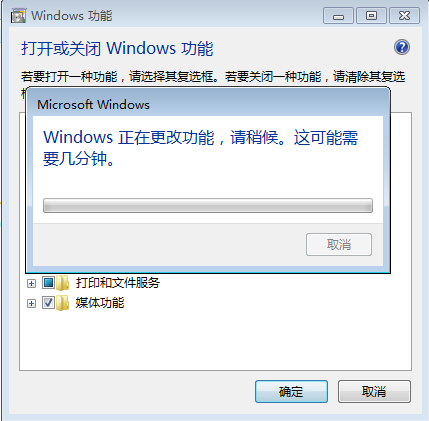 Windows 功能
打开或关闭 Windows 功能
若要打开一种功能，请选择其复选框。若要关闭一种功能，请清除其复选
Microsoft Windows
Windows 正在更改功能，请稍候。这可能需
要几分钟。
取消
打印和文件服务
媒体功能
确定
取消